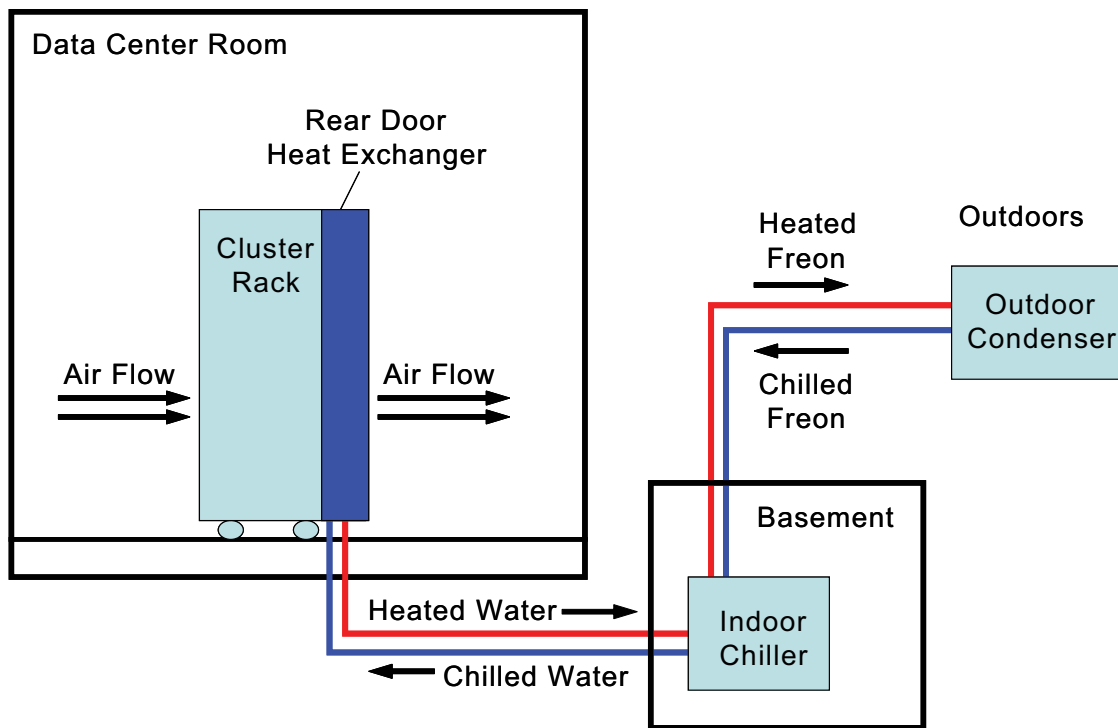 Data Center Room
Rear Door
Heat Exchanger
Cluster
Rack
Air Flow
Air Flow
Heated
Freon
Outdoors
Outdoor
Condenser
Chilled
Freon
Basement
Heated Water
Indoor
Chiller
Chilled Water